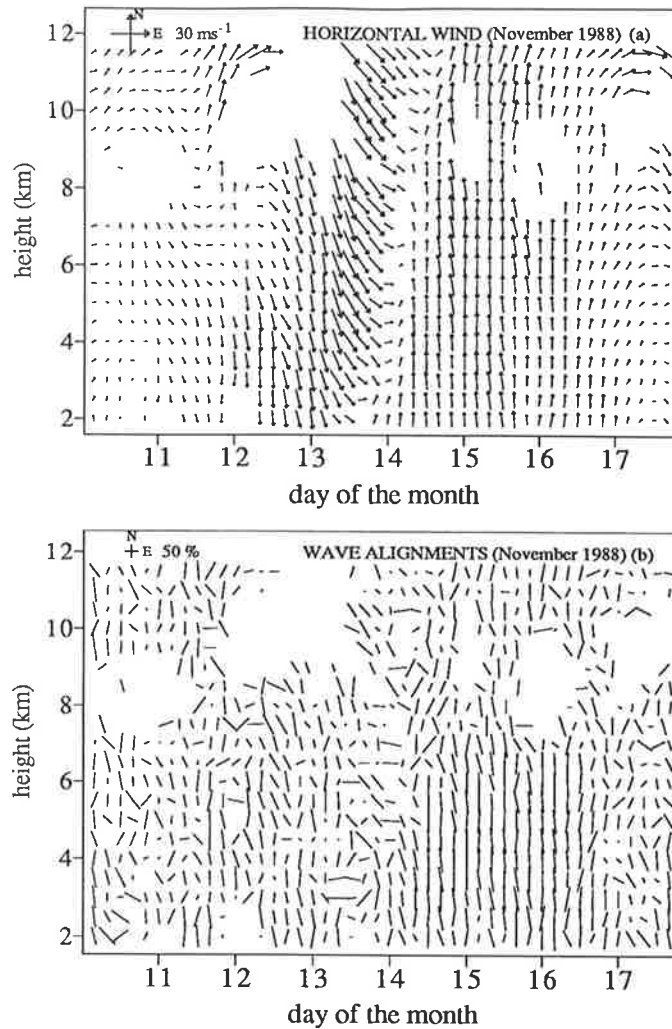 N
12
E 30 ms⁻¹ HORIZONTAL WIND (November 1988) (a)
10
8
height (km)
6
4
2
11 12 13 14 15 16 17
day of the month
N
12
E 50 % WAVE ALIGNMENTS (November 1988) (b)
10
8
height (km)
6
4
2
11 12 13 14 15 16 17
day of the month